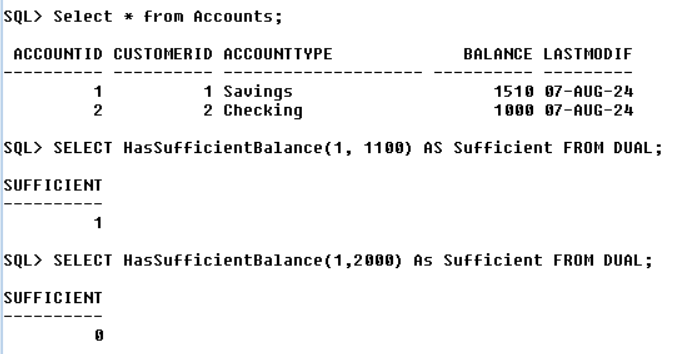 SQL> Select * from Accounts;
ACCOUNTID CUSTOMERID ACCOUNTTYPE BALANCE LASTMODIF
---------- ---------- -------------------- ---------- ---------
1 1 Savings 1510 07-AUG-24
2 2 Checking 1000 07-AUG-24
SQL> SELECT HasSufficientBalance(1, 1100) AS Sufficient FROM DUAL;
SUFFICIENT
----------
1
SQL> SELECT HasSufficientBalance(1,2000) As Sufficient FROM DUAL;
SUFFICIENT
----------
0